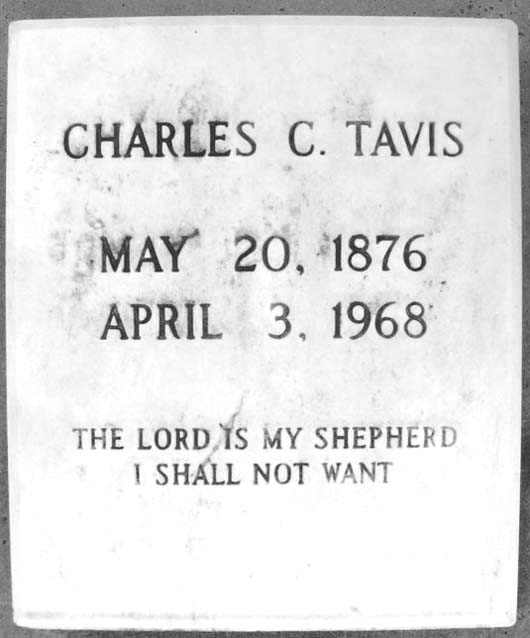 CHARLES C. TAVIS
MAY 20, 1876
APRIL 3, 1968
THE LORD IS MY SHEPHERD
I SHALL NOT WANT